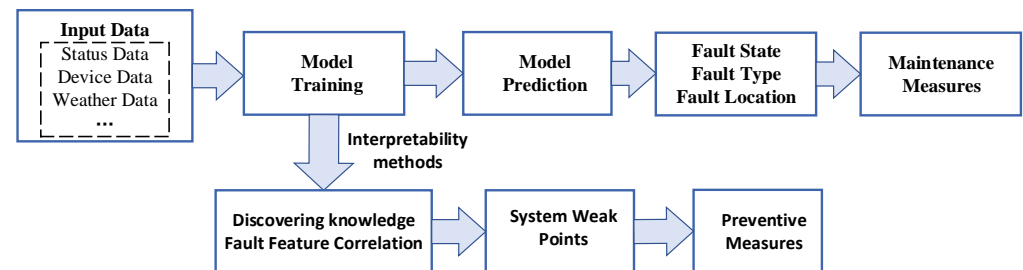 Input Data
Status Data
Device Data
Weather Data
...
Model
Training
Model
Prediction
Fault State
Fault Type
Fault Location
Maintenance
Measures
Interpretability
methods
Discovering knowledge
Fault Feature Correlation
System Weak
Points
Preventive
Measures